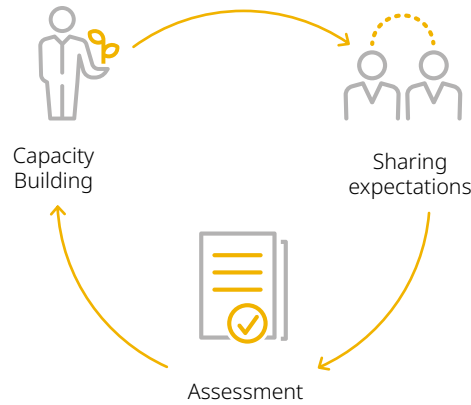 Capacity
Building
Sharing
expectations
Assessment